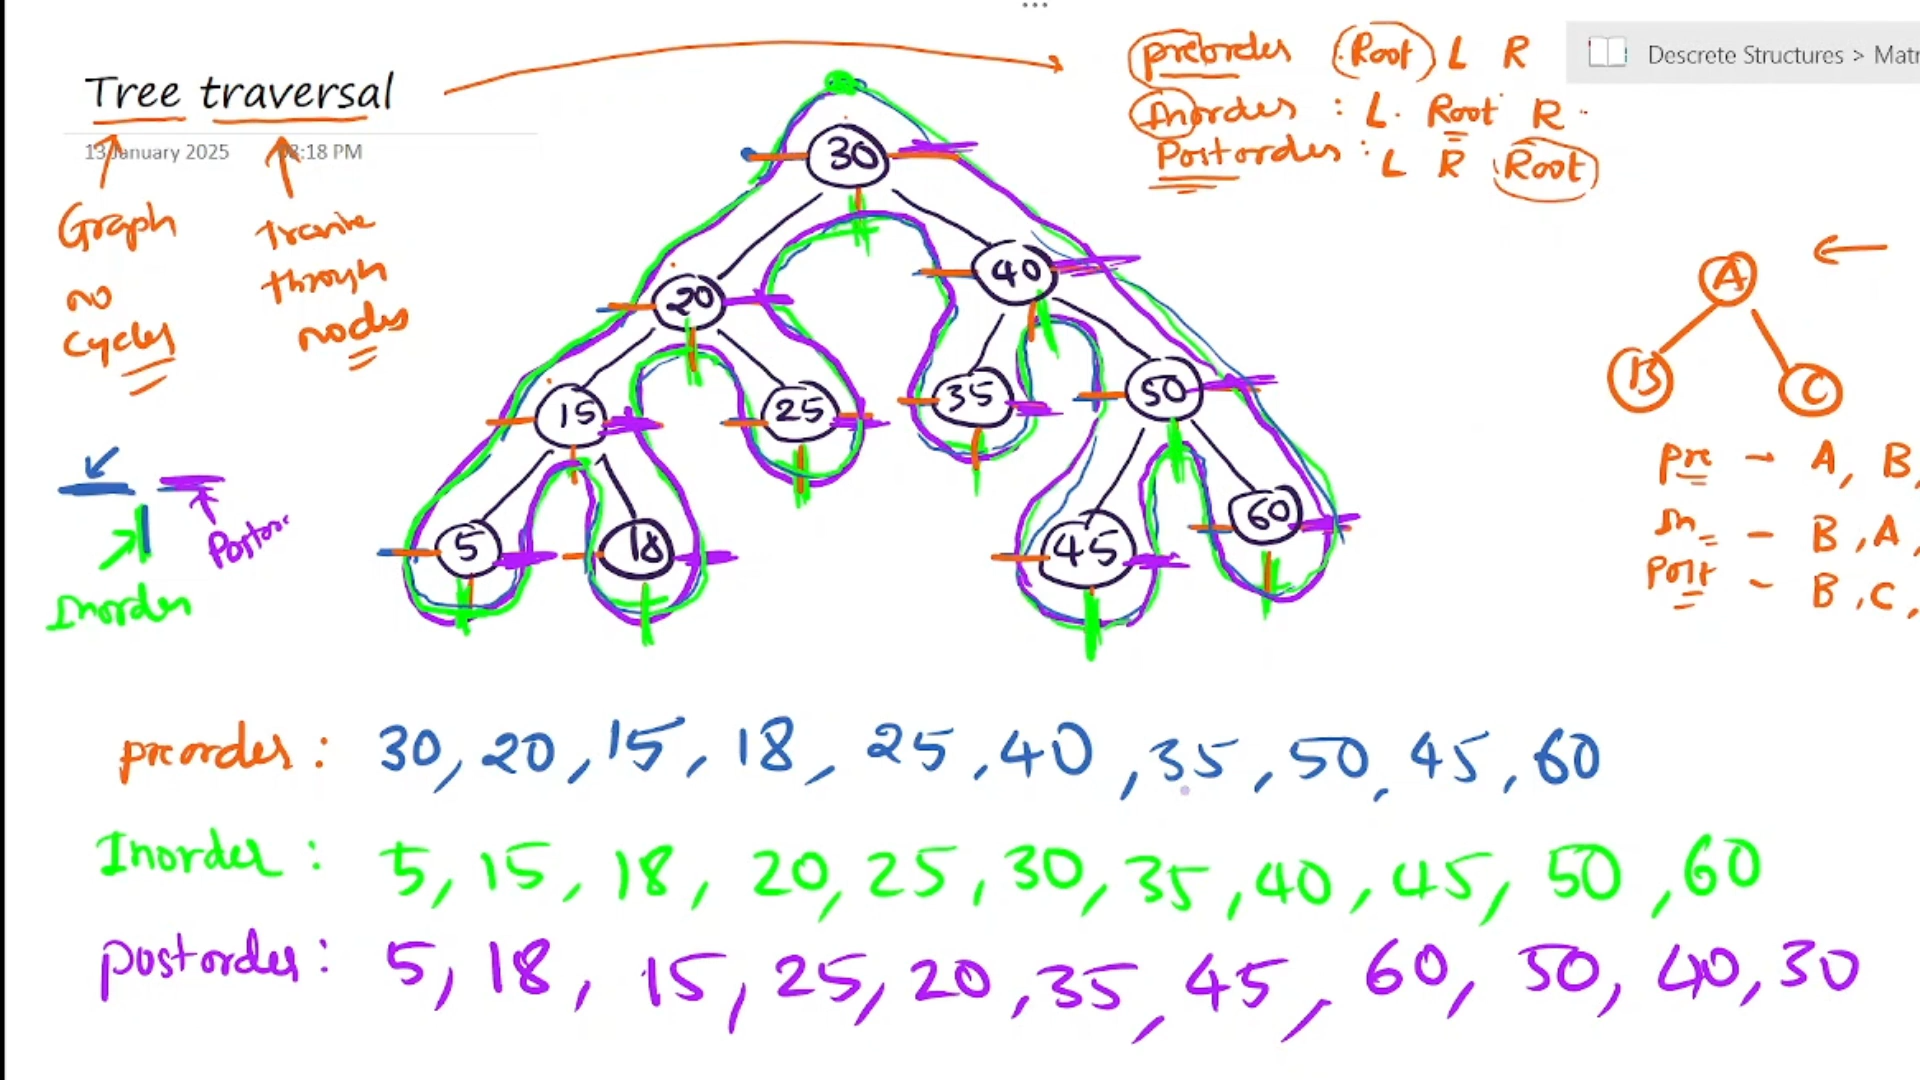 Tree traversal
13 January 2025 08:18 PM
Graph
no
Cycles
through
nodes
preorder Root L R
Inorder : L. Root R.
Postorder : L R Root
Descrete Structures > Matr
30
20
40
15
25
35
50
5
18
45
60
Inorder
A
B
C
Pre - A, B,
In - B, A,
Post - B, C,
preorder : 30, 20, 15, 18, 25, 40, 35, 50, 45, 60
Inorder : 5, 15, 18, 20, 25, 30, 35, 40, 45, 50, 60
postorder : 5, 18, 15, 25, 20, 35, 45, 60, 50, 40, 30